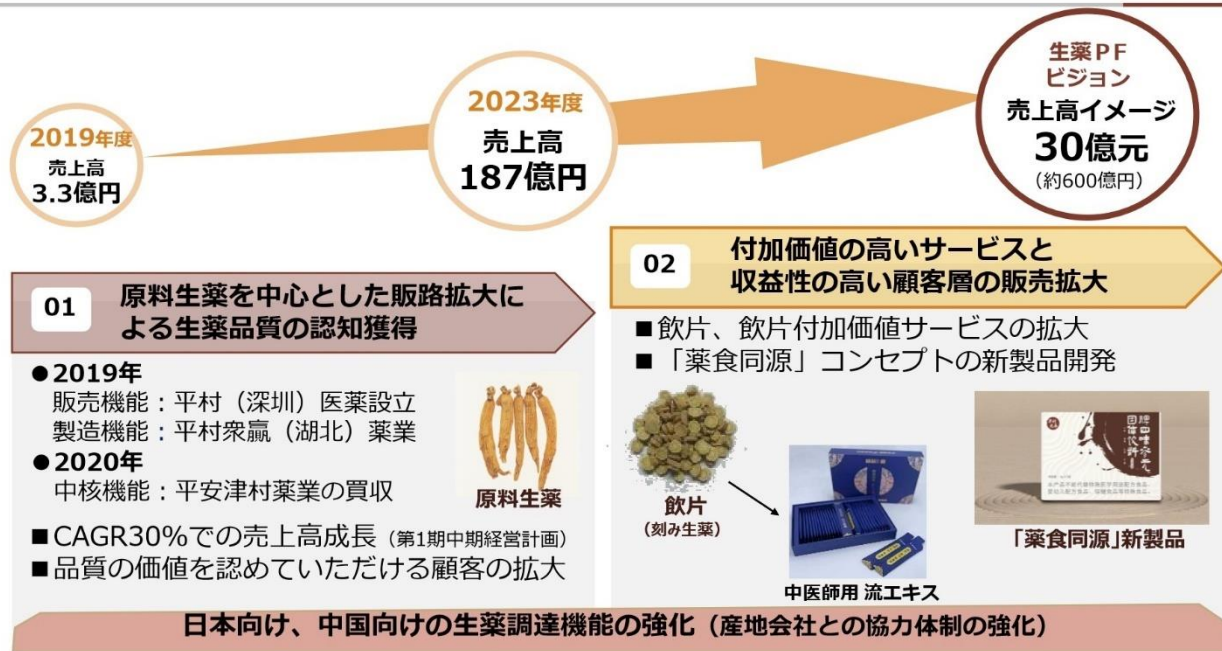 2019年度
売上高
3.3億円
2023年度
売上高
187億円
生薬PF
ビジョン
売上高イメージ
30億元
(約600億円)
01
原料生薬を中心とした販路拡大に
よる生薬品質の認知獲得
●2019年
販売機能:平村（深圳）医薬設立
製造機能:平村衆贏（湖北）薬業
●2020年
中核機能:平安津村薬業の買収
原料生薬
■CAGR30%での売上高成長（第1期中期経営計画）
■品質の価値を認めていただける顧客の拡大
02
付加価値の高いサービスと
収益性の高い顧客層の販売拡大
■飲片、飲片付加価値サービスの拡大
■「薬食同源」コンセプトの新製品開発
飲片
(刻み生薬)
中医師用 流エキス
「薬食同源」新製品
日本向け、中国向けの生薬調達機能の強化（産地会社との協力体制の強化）